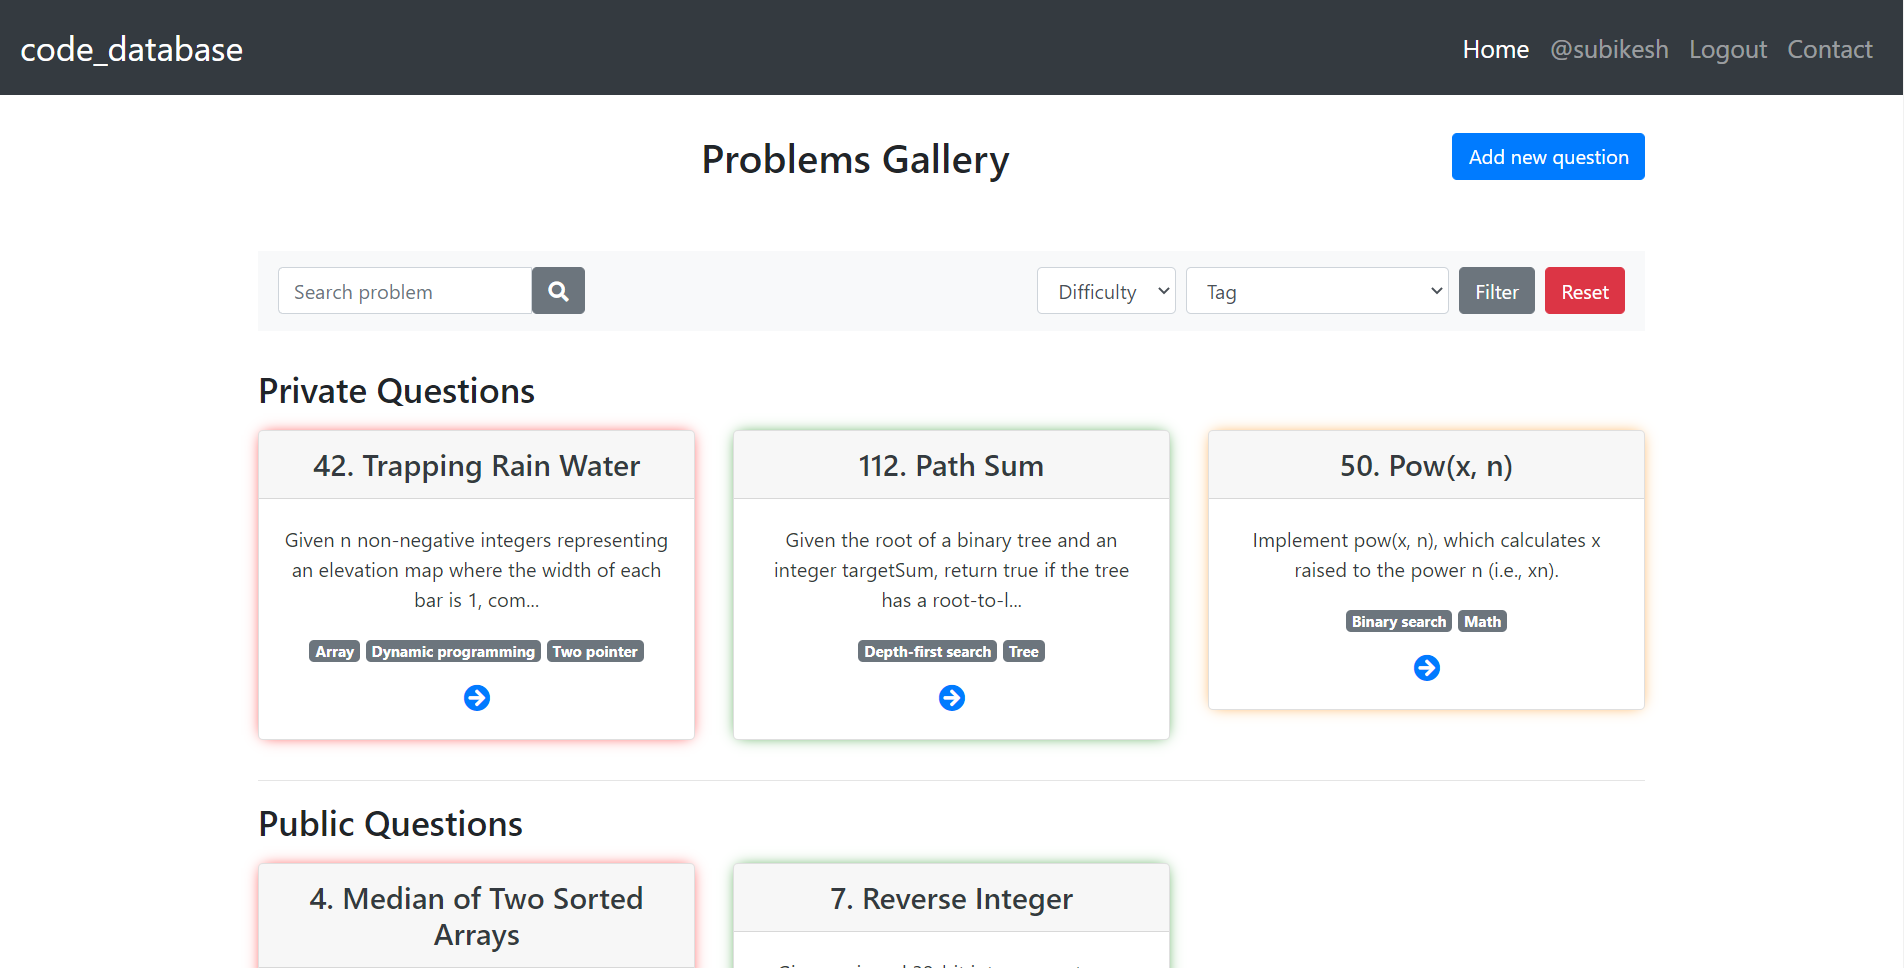 code_database
Home @subikesh Logout Contact
Problems Gallery
Add new question
Search problem
Difficulty
Tag
Filter
Reset
Private Questions
42. Trapping Rain Water
Given n non-negative integers representing
an elevation map where the width of each
bar is 1, com...
Array Dynamic programming Two pointer
112. Path Sum
Given the root of a binary tree and an
integer targetSum, return true if the tree
has a root-to-l...
Depth-first search Tree
50. Pow(x, n)
Implement pow(x, n), which calculates x
raised to the power n (i.e., xn).
Binary search Math
Public Questions
4. Median of Two Sorted
Arrays
7. Reverse Integer